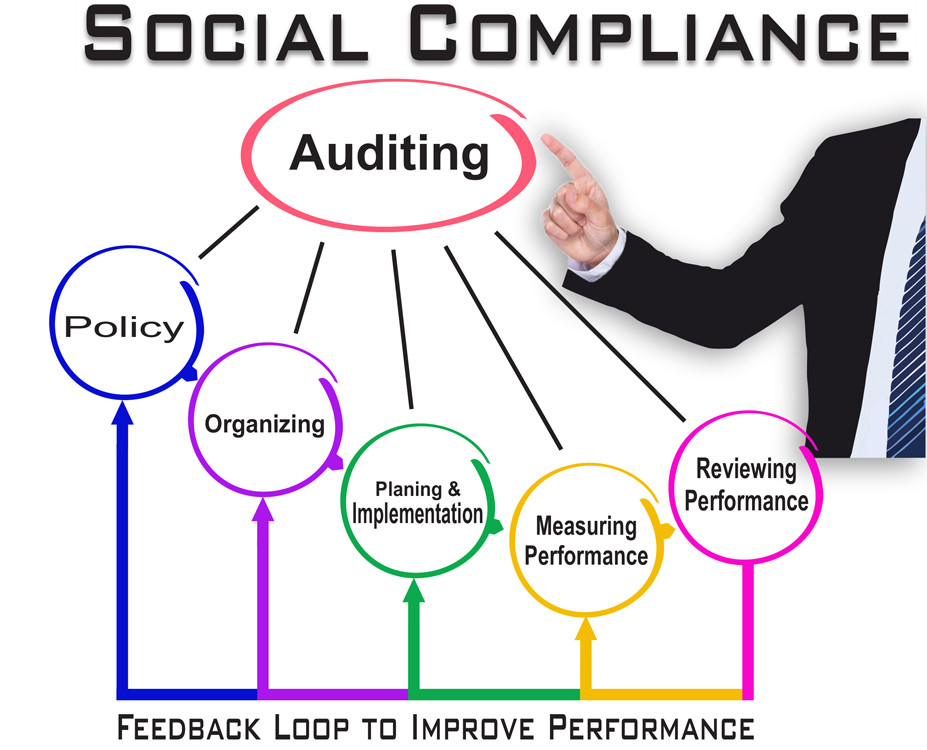 SOCIAL COMPLIANCE
Auditing
Policy
Organizing
Planing &
Implementation
Measuring
Performance
Reviewing
Performance
FEEDBACK LOOP TO IMPROVE PERFORMANCE